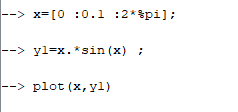 --> x=[0 :0.1 :2*%pi];
--> y1=x.*sin(x) ;
--> plot(x,y1)